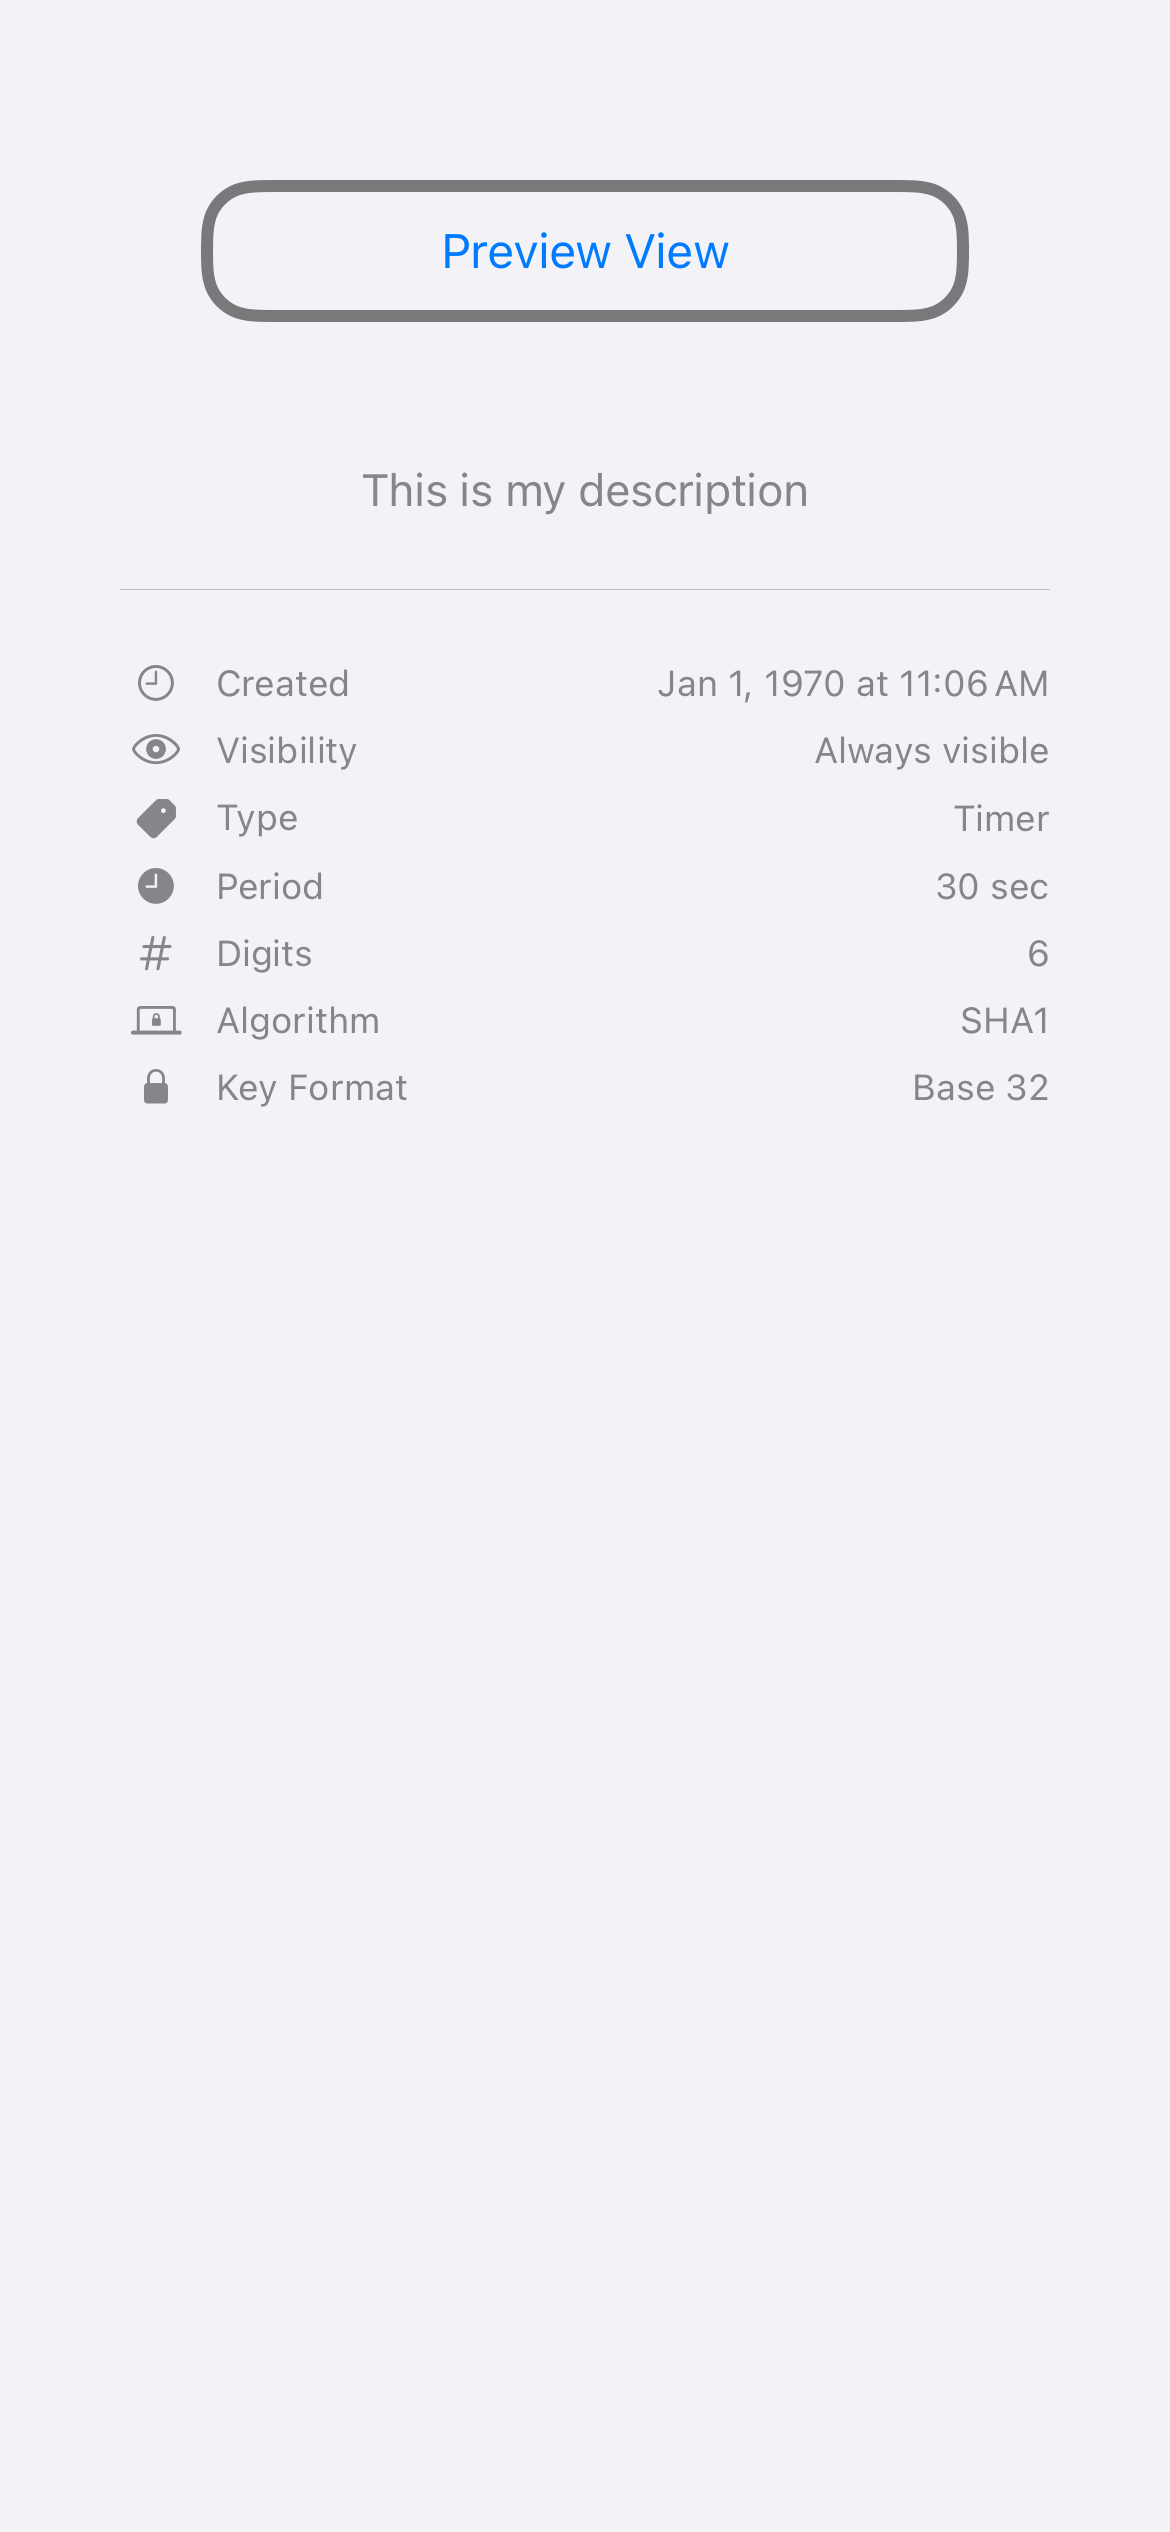 Preview View
This is my description
Created Jan 1, 1970 at 11:06 AM
Visibility Always visible
Type Timer
Period 30 sec
Digits 6
Algorithm SHA1
Key Format Base 32